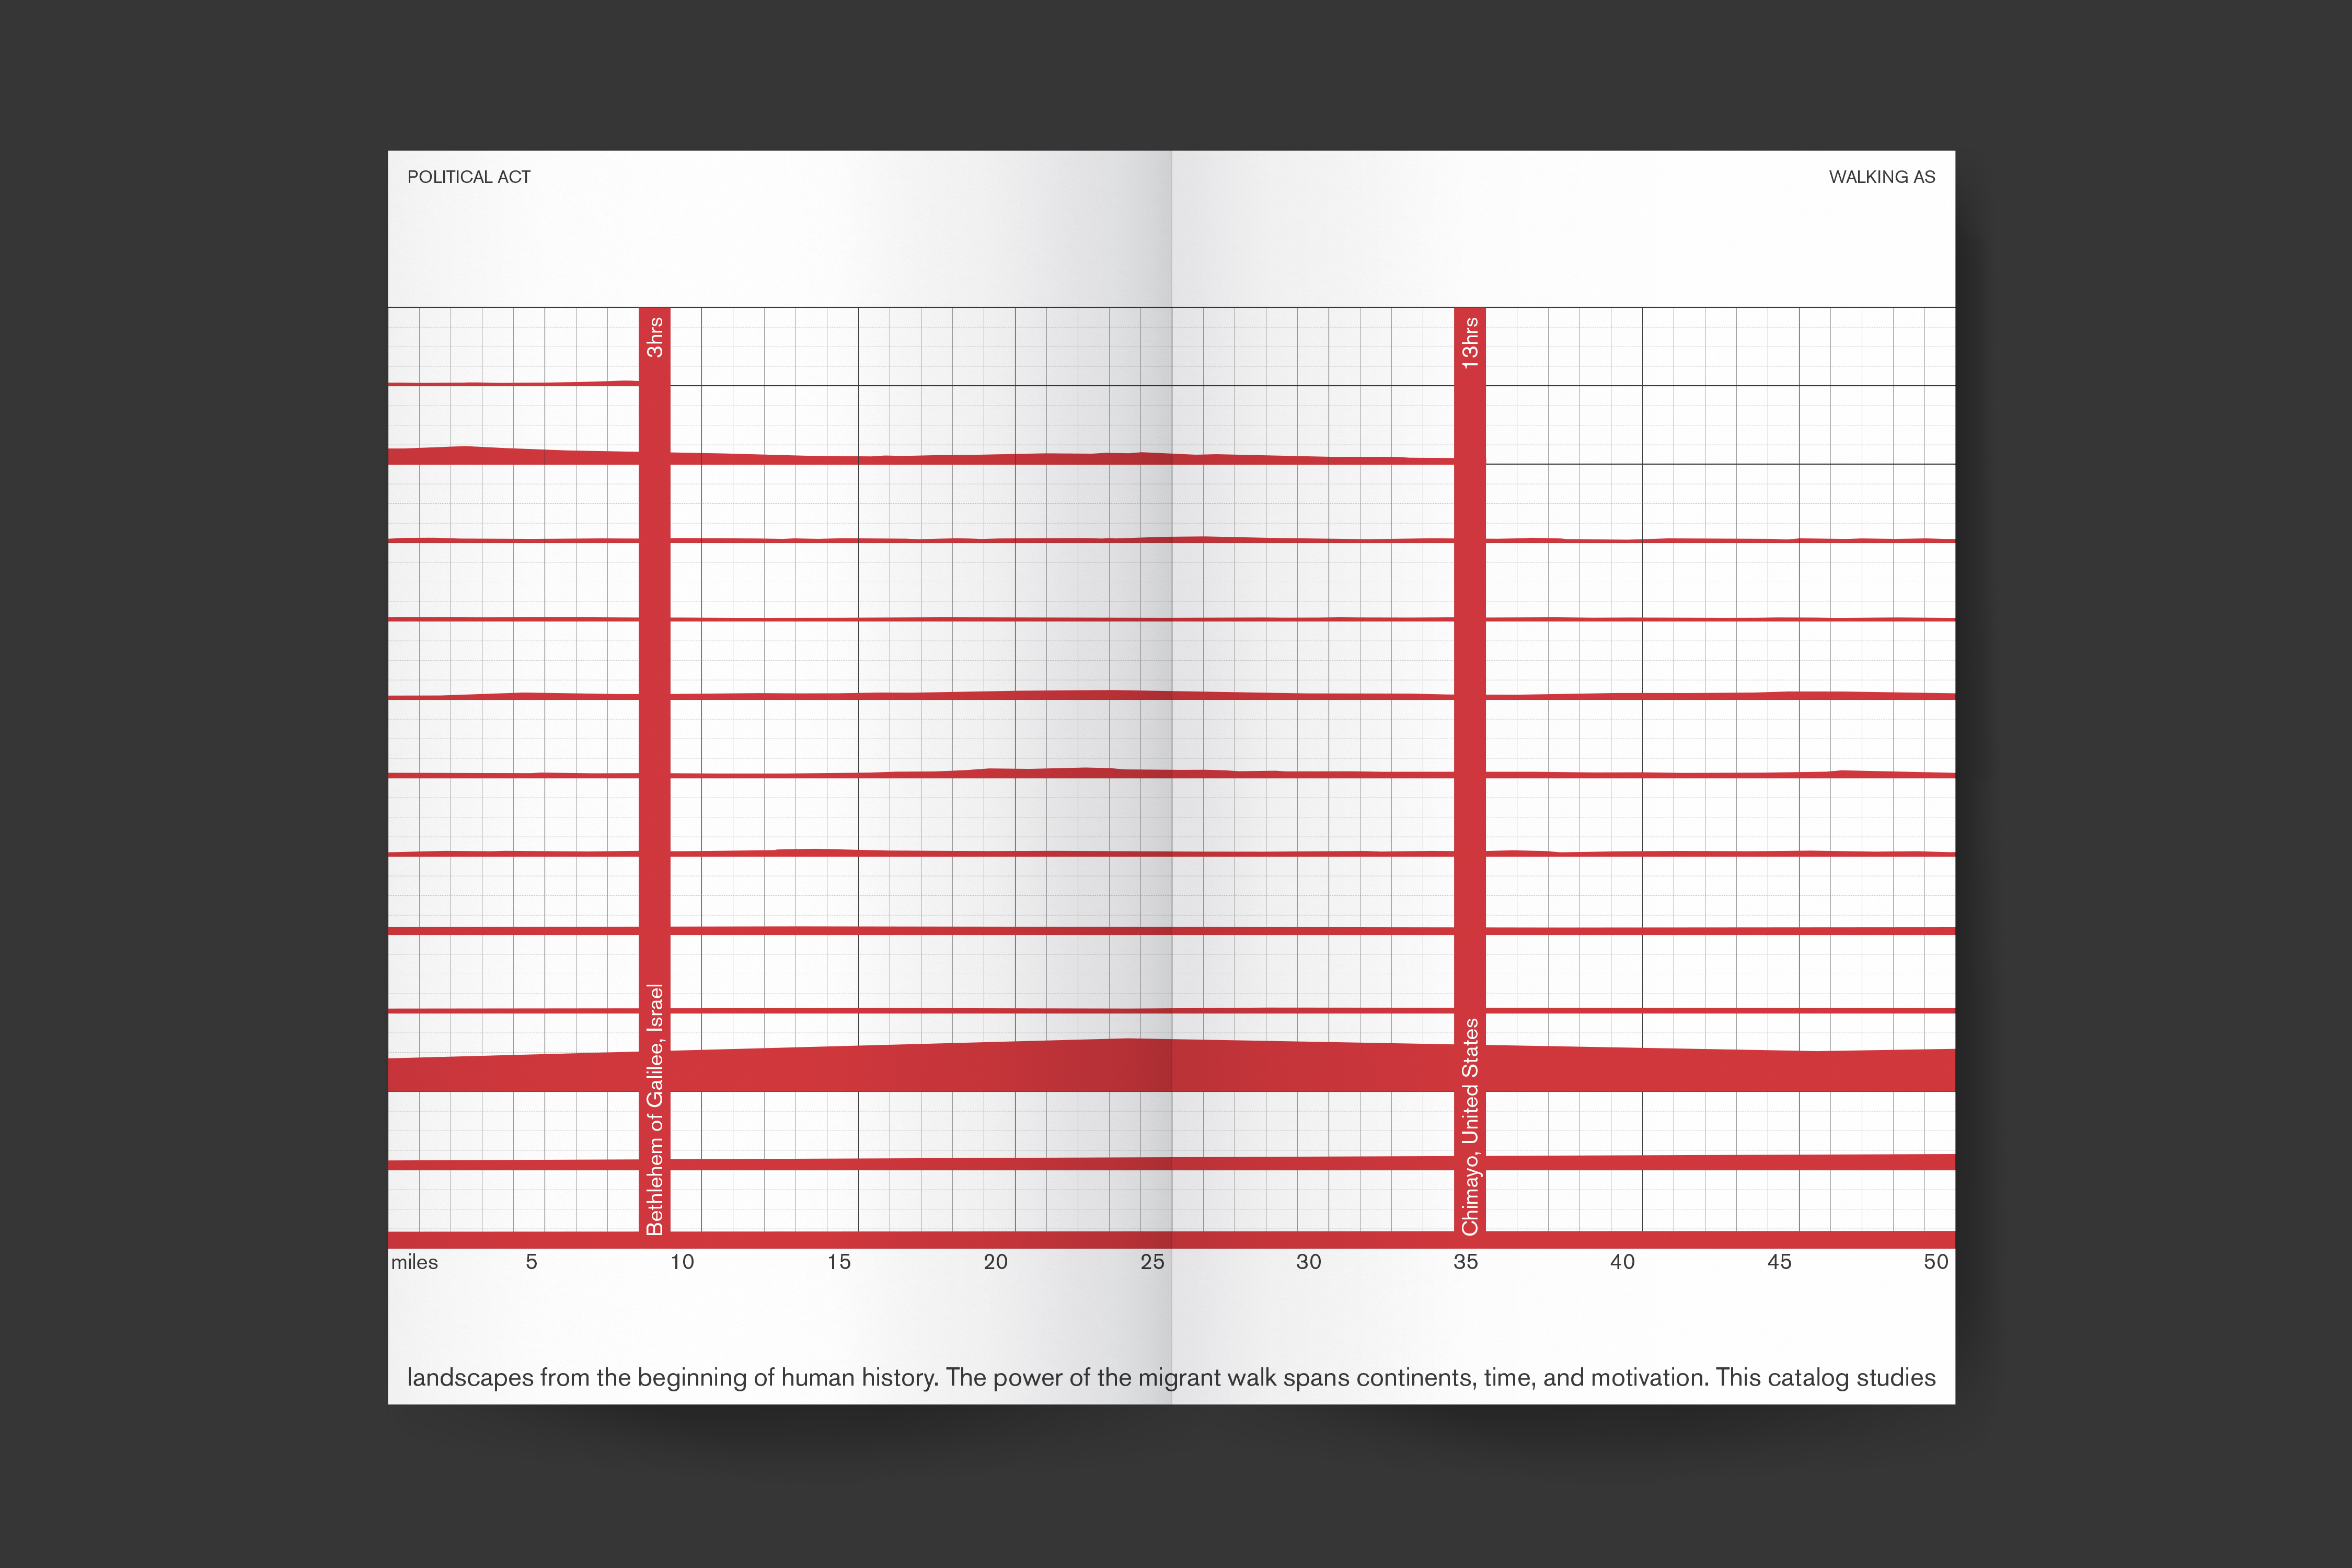 POLITICAL ACT
WALKING AS
3hrs
13hrs
Bethlehem of Galilee, Israel
Chimayo, United States
miles 5 10 15 20 25 30 35 40 45 50
landscapes from the beginning of human history. The power of the migrant walk spans continents, time, and motivation. This catalog studies